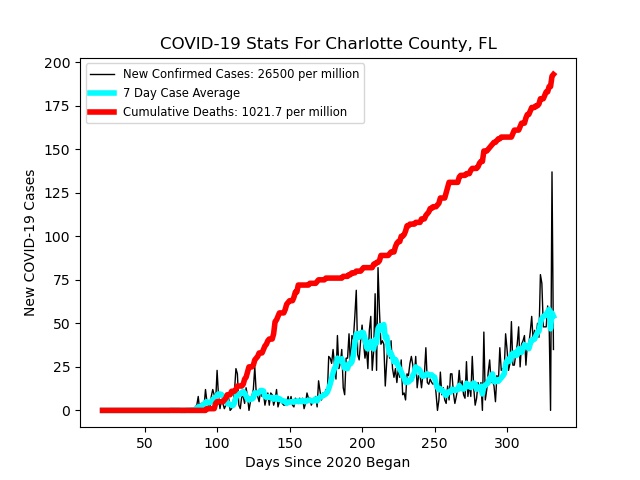 COVID-19 Stats For Charlotte County, FL
New Confirmed Cases: 26500 per million
7 Day Case Average
Cumulative Deaths: 1021.7 per million
New COVID-19 Cases
200
175
150
125
100
75
50
25
0
50
100
150
200
250
300
Days Since 2020 Began